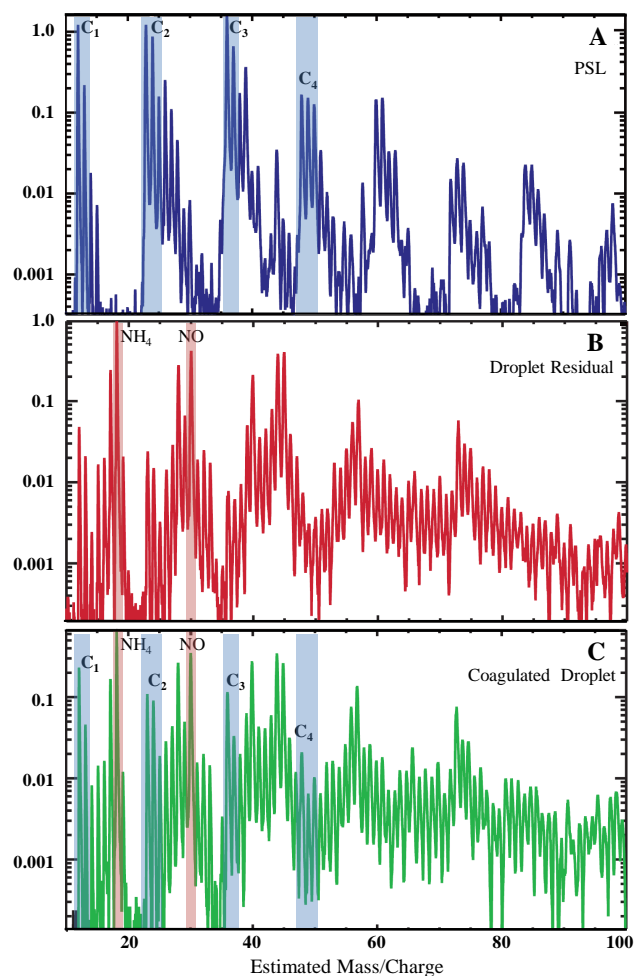 1.0
C₁
C₂
C₃
A
PSL
C₄
0.1
0.01
0.001
1.0
NH₄
NO
B
Droplet Residual
0.1
0.01
0.001
NH₄
NO
C
C₁
C₂
C₃
Coagulated Droplet
0.1
C₄
0.01
0.001
20 40 60 80 100
Estimated Mass/Charge